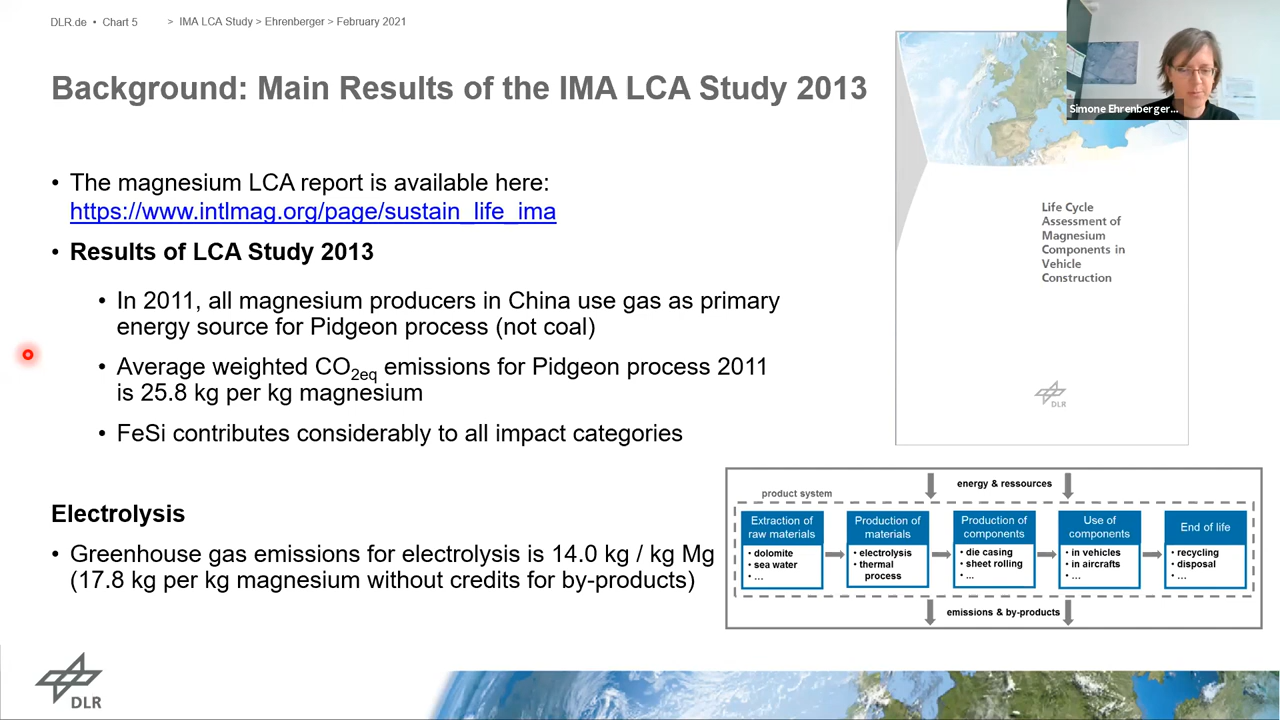 DLR.de • Chart 5 > IMA LCA Study > Ehrenberger > February 2021
Background: Main Results of the IMA LCA Study 2013
Simone Ehrenberger...
• The magnesium LCA report is available here:
https://www.intlmag.org/page/sustain_life_ima
• Results of LCA Study 2013
• In 2011, all magnesium producers in China use gas as primary
energy source for Pidgeon process (not coal)
• Average weighted CO2eq emissions for Pidgeon process 2011
is 25.8 kg per kg magnesium
• FeSi contributes considerably to all impact categories
Electrolysis
• Greenhouse gas emissions for electrolysis is 14.0 kg / kg Mg
(17.8 kg per kg magnesium without credits for by-products)
Life Cycle
Assessment of
Magnesium
Components in
Vehicle
Construction
DLR
energy & ressources
product system
Extraction of
raw materials
• dolomite
• sea water
• ...
Production of
materials
• electrolysis
• thermal
process
Production of
components
• die casing
• sheet rolling
• ...
Use of
components
• in vehicles
• in aircrafts
• ...
End of life
• recycling
• disposal
• ...
emissions & by-products
DLR